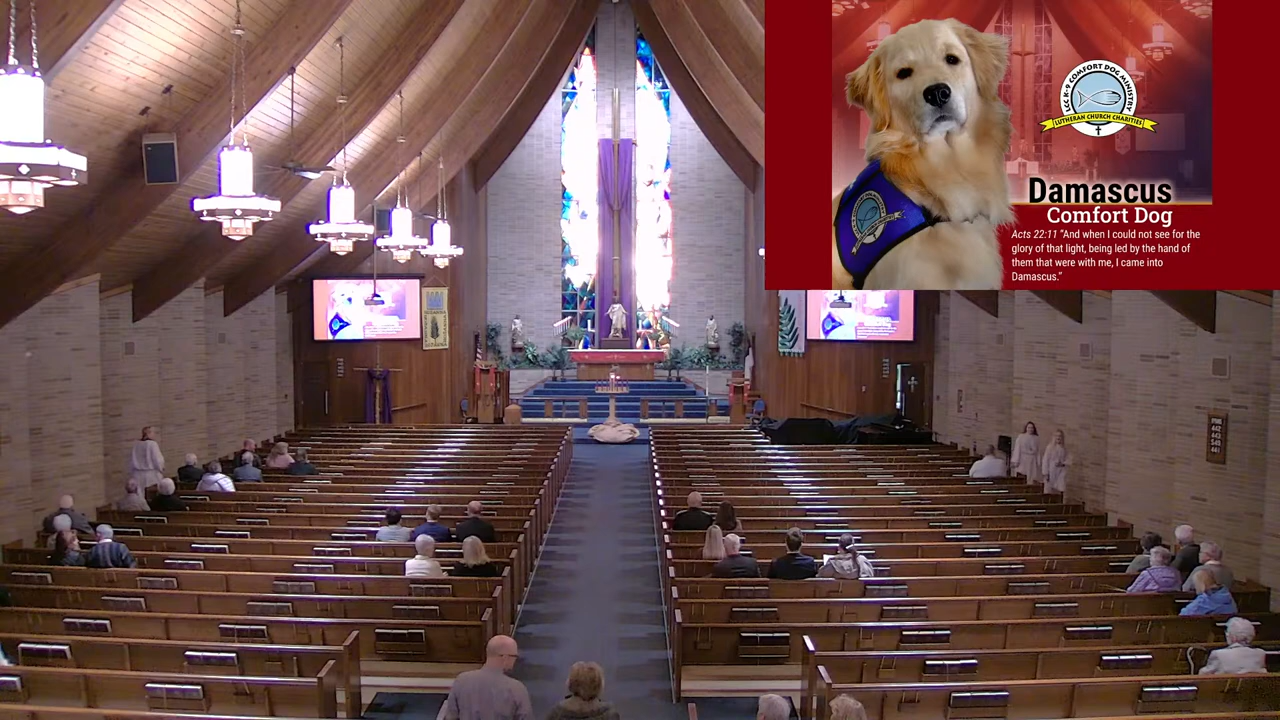 LCC K-9 COMFORT DOG MINISTRY
LUTHERAN CHURCH CHARITIES
Damascus
Comfort Dog
Acts 22:11 "And when I could not see for the
glory of that light, being led by the hand of
them that were with me, I came into
Damascus."